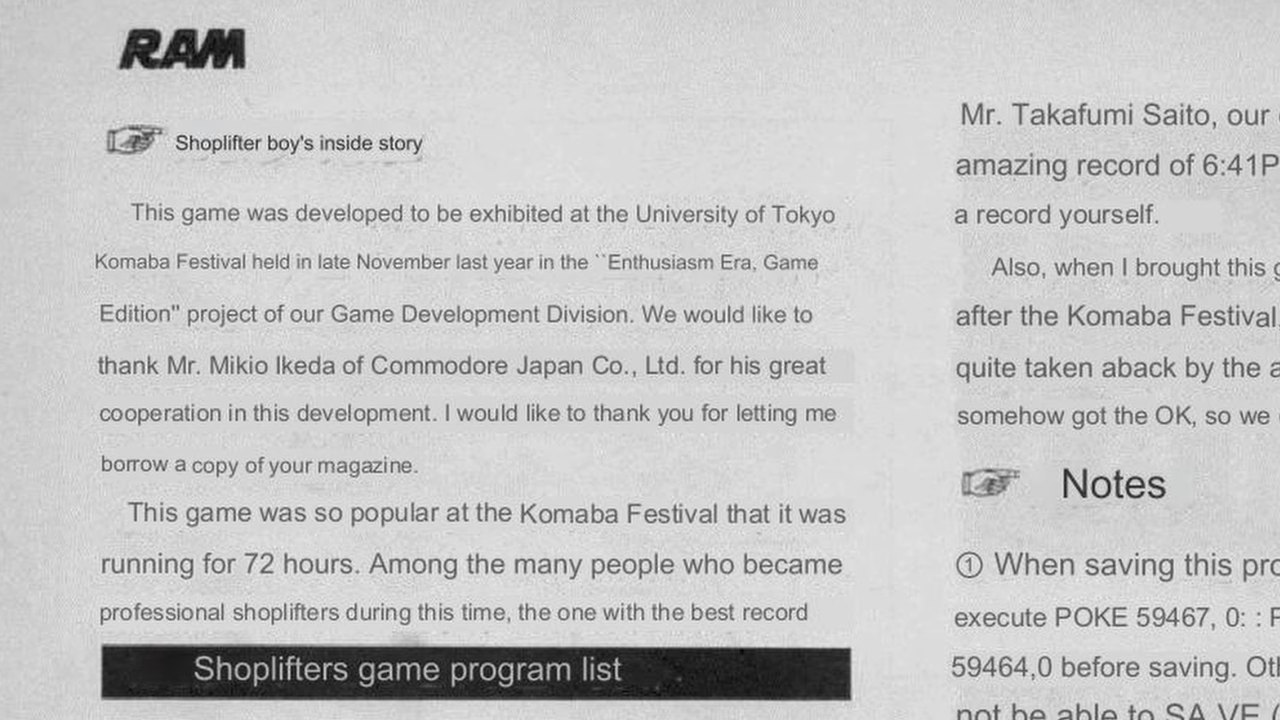 RAM
Shoplifter boy's inside story
This game was developed to be exhibited at the University of Tokyo
Komaba Festival held in late November last year in the ``Enthusiasm Era, Game
Edition" project of our Game Development Division. We would like to
thank Mr. Mikio Ikeda of Commodore Japan Co., Ltd. for his great
cooperation in this development. I would like to thank you for letting me
borrow a copy of your magazine.
This game was so popular at the Komaba Festival that it was
running for 72 hours. Among the many people who became
professional shoplifters during this time, the one with the best record
Shoplifters game program list
Mr. Takafumi Saito, our
amazing record of 6:41P
a record yourself.
Also, when I brought this
after the Komaba Festival
quite taken aback by the
somehow got the OK, so we
Notes
① When saving this
execute POKE 59467, 0: :
59464,0 before saving.
not be able to SA VE (